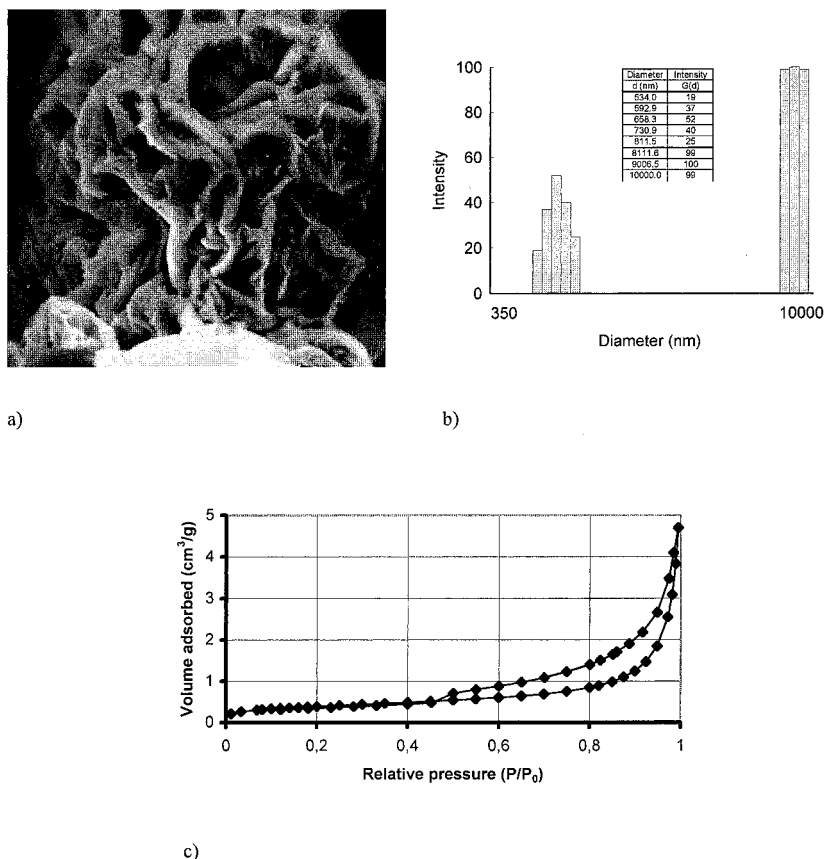 b)
100
80
60
40
20
0
Intensity
350
10000
Diameter (nm)
Diameter Intensity
d (nm) G(d)
534.0 19
592.9 37
658.3 52
730.9 40
811.5 25
8111.6 99
9006.5 100
10000.0 99
a)
b)
5
4
3
2
1
0
Volume adsorbed (cm³/g)
0 0,2 0,4 0,6 0,8 1
Relative pressure (P/P₀)
c)